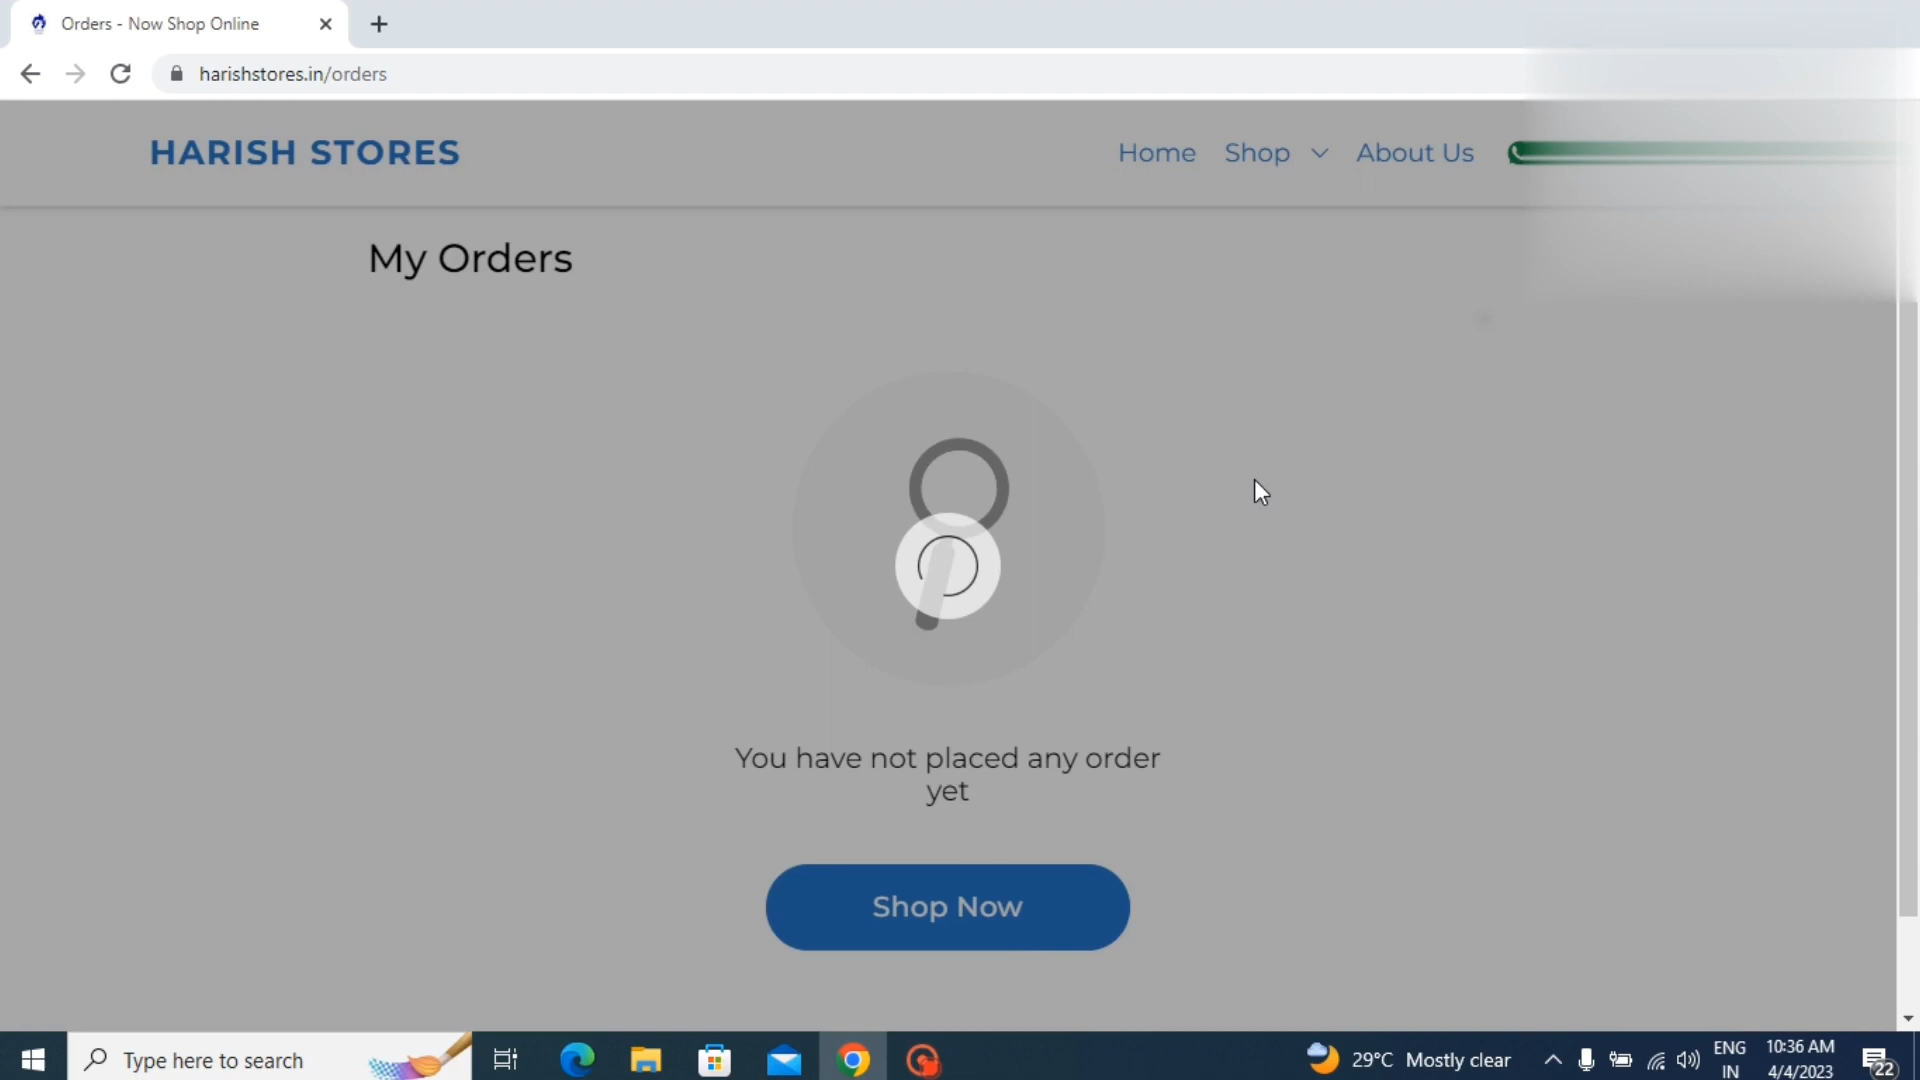 Orders - Now Shop Online
harishstores.in/orders
HARISH STORES
Home Shop About Us
My Orders
You have not placed any order
yet
Shop Now
Type here to search
29°C Mostly clear
ENG
IN
10:36 AM
4/4/2023
22